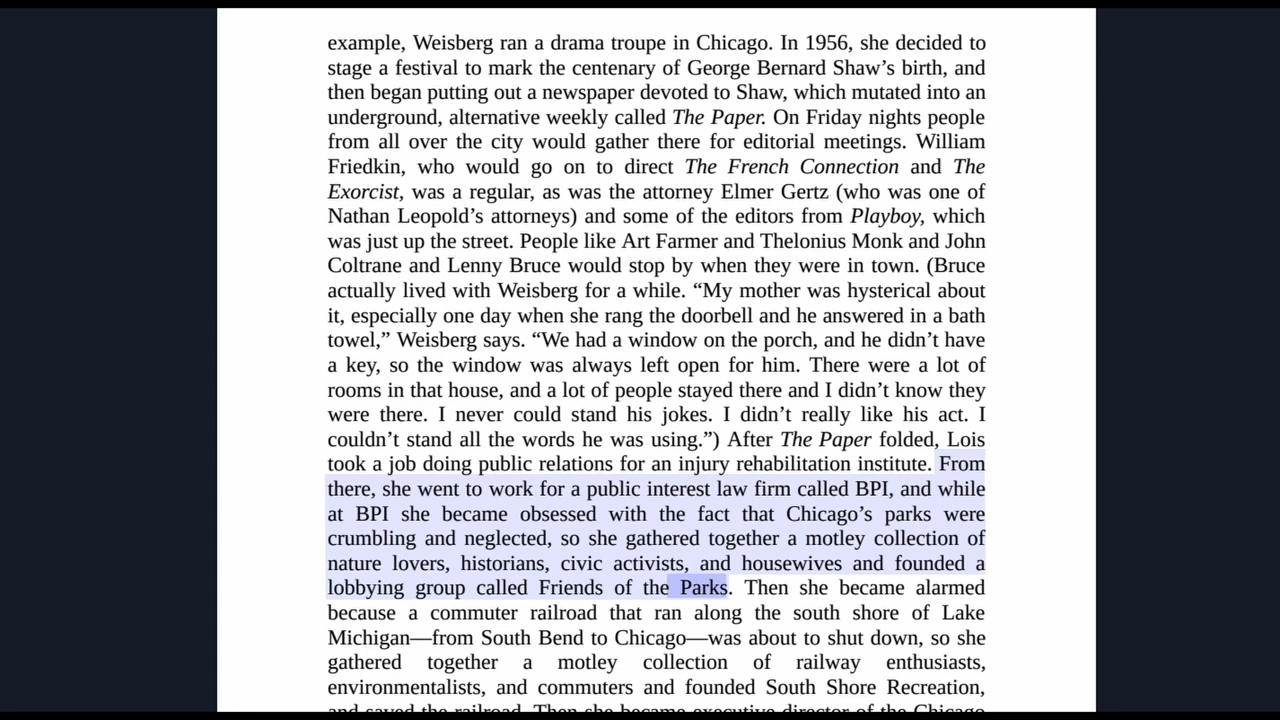 example, Weisberg ran a drama troupe in Chicago. In 1956, she decided to
stage a festival to mark the centenary of George Bernard Shaw’s birth, and
then began putting out a newspaper devoted to Shaw, which mutated into an
underground, alternative weekly called The Paper. On Friday nights people
from all over the city would gather there for editorial meetings. William
Friedkin, who would go on to direct The French Connection and The
Exorcist, was a regular, as was the attorney Elmer Gertz (who was one of
Nathan Leopold’s attorneys) and some of the editors from Playboy, which
was just up the street. People like Art Farmer and Thelonius Monk and John
Coltrane and Lenny Bruce would stop by when they were in town. (Bruce
actually lived with Weisberg for a while. “My mother was hysterical about
it, especially one day when she rang the doorbell and he answered in a bath
towel,” Weisberg says. “We had a window on the porch, and he didn’t have
a key, so the window was always left open for him. There were a lot of
rooms in that house, and a lot of people stayed there and I didn’t know they
were there. I never could stand his jokes. I didn’t really like his act. I
couldn’t stand all the words he was using.”) After The Paper folded, Lois
took a job doing public relations for an injury rehabilitation institute. From
there, she went to work for a public interest law firm called BPI, and while
at BPI she became obsessed with the fact that Chicago’s parks were
crumbling and neglected, so she gathered together a motley collection of
nature lovers, historians, civic activists, and housewives and founded a
lobbying group called Friends of the Parks. Then she became alarmed
because a commuter railroad that ran along the south shore of Lake
Michigan—from South Bend to Chicago—was about to shut down, so she
gathered together a motley collection of railway enthusiasts,
environmentalists, and commuters and founded South Shore Recreation,
and saved the railroad. Then she became executive director of the Chicago